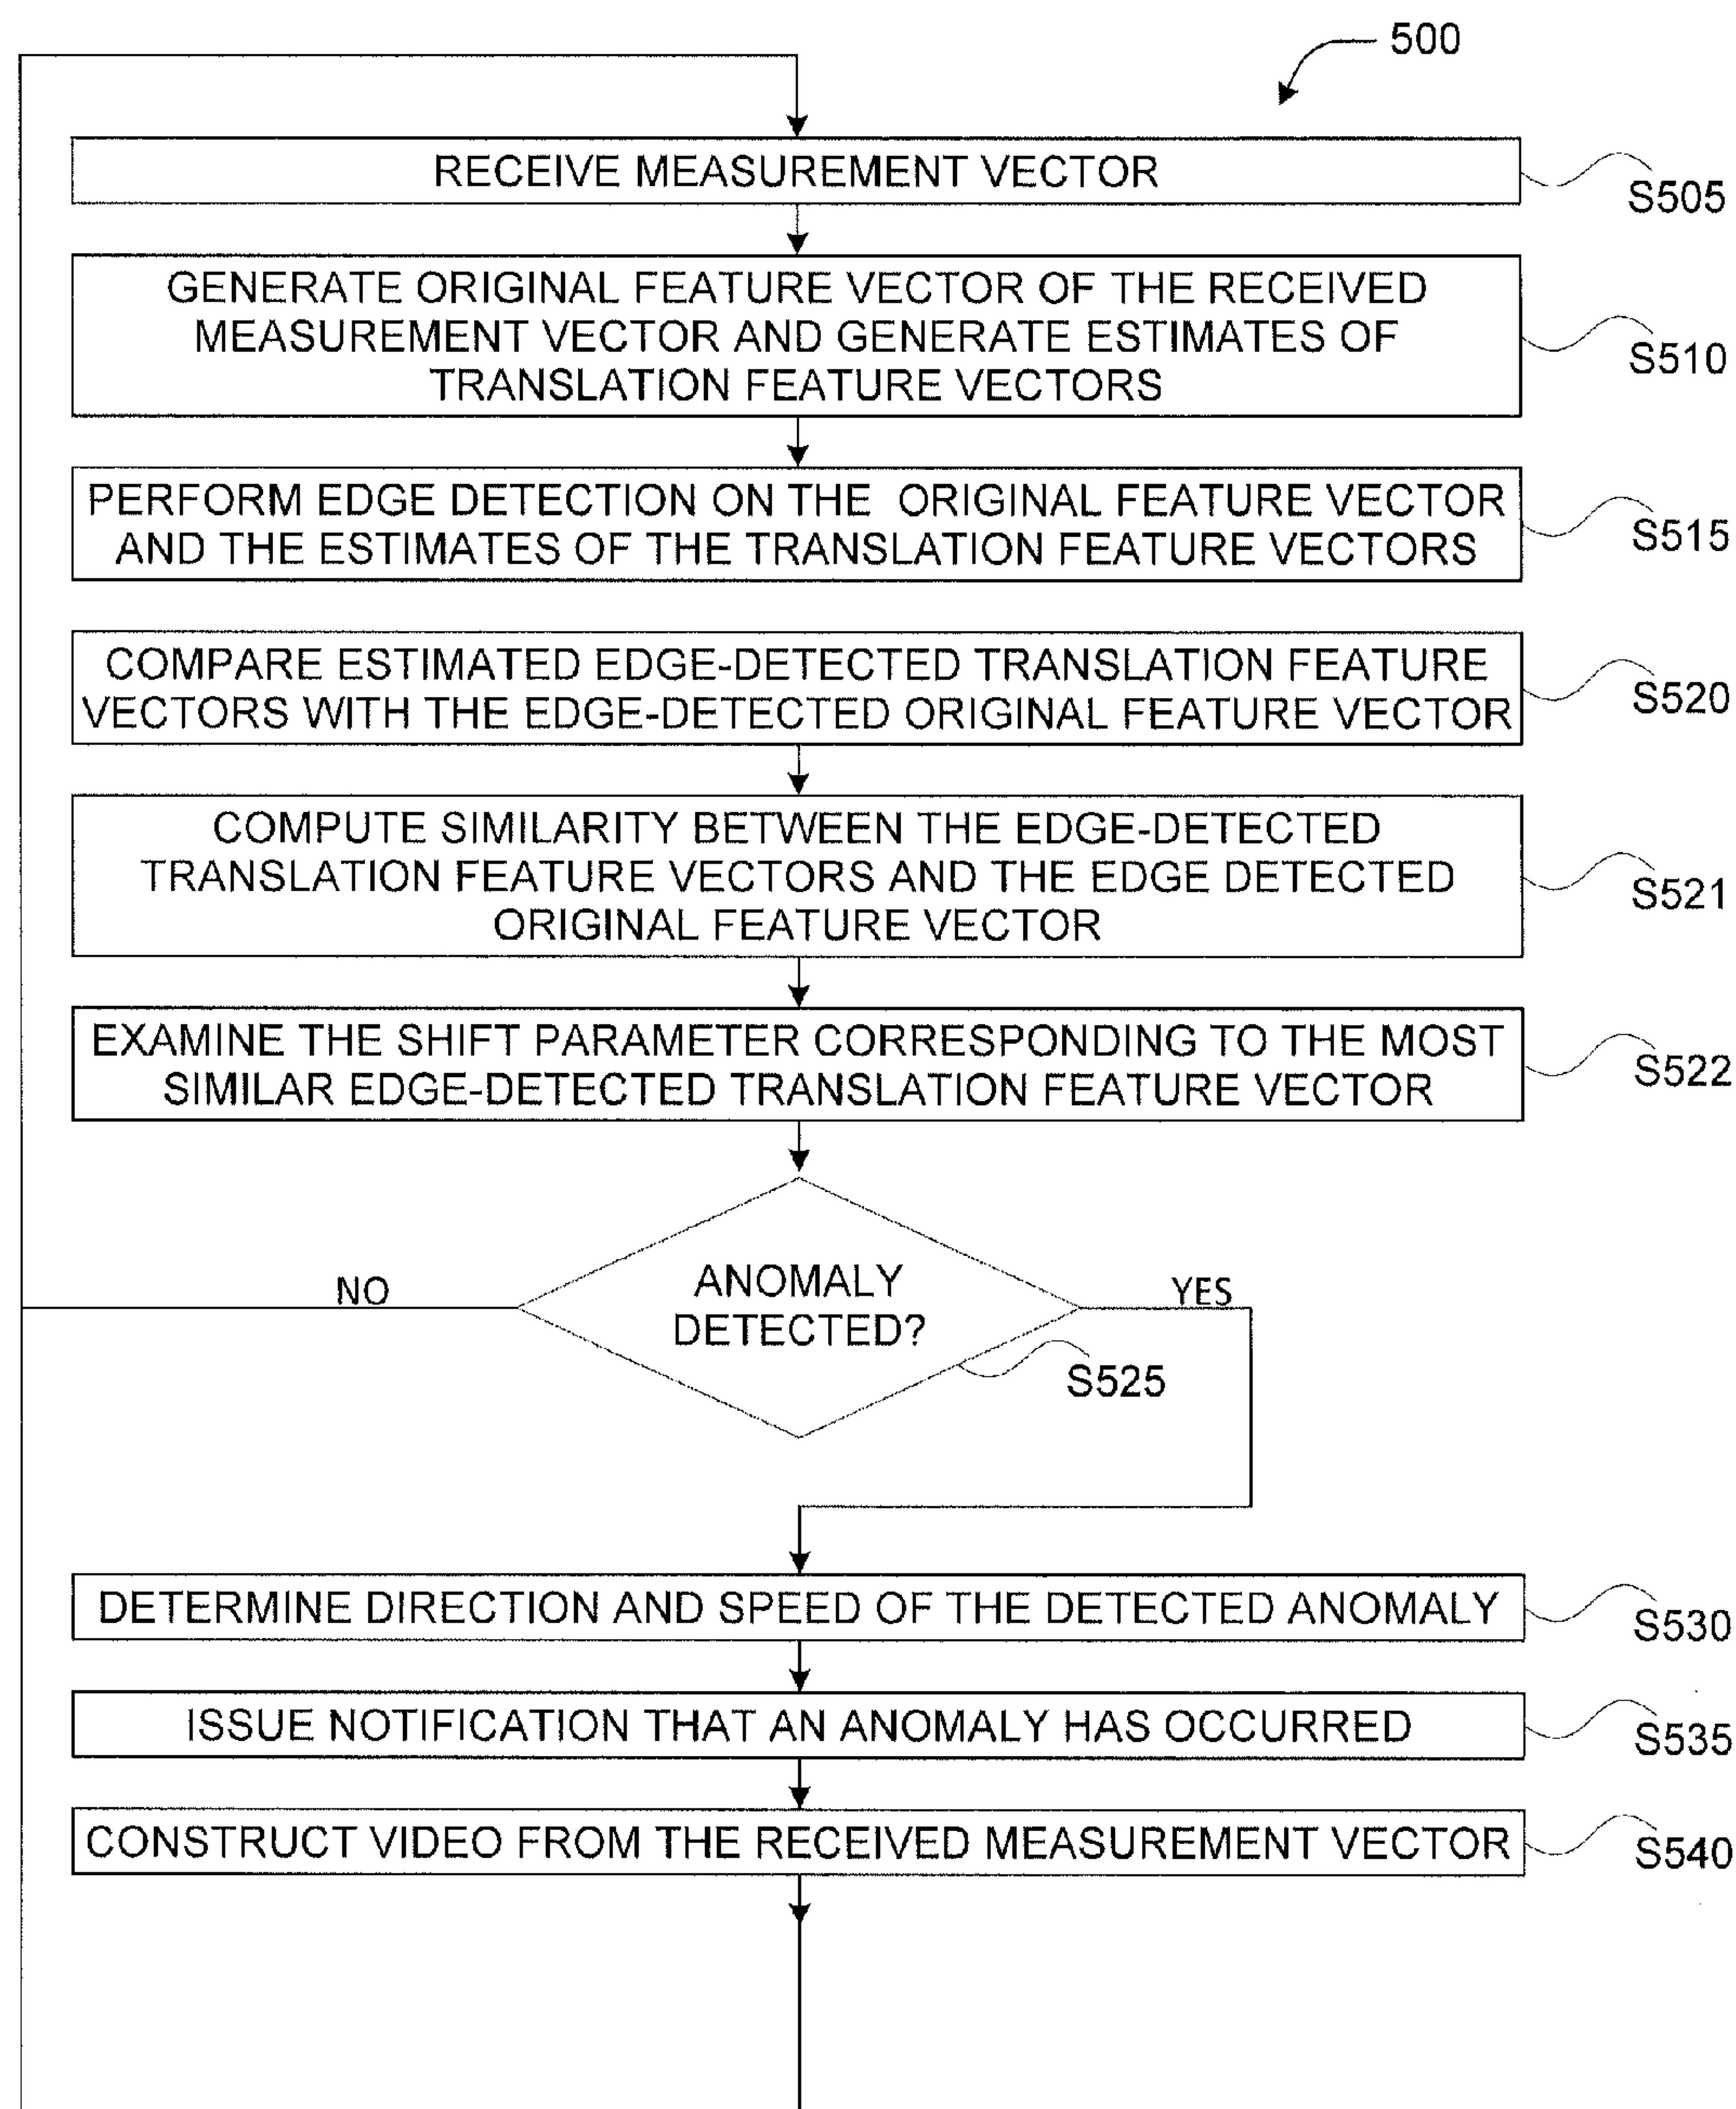 500
RECEIVE MEASUREMENT VECTOR
S505
GENERATE ORIGINAL FEATURE VECTOR OF THE RECEIVED
MEASUREMENT VECTOR AND GENERATE ESTIMATES OF
TRANSLATION FEATURE VECTORS
S510
PERFORM EDGE DETECTION ON THE ORIGINAL FEATURE VECTOR
AND THE ESTIMATES OF THE TRANSLATION FEATURE VECTORS
S515
COMPARE ESTIMATED EDGE-DETECTED TRANSLATION FEATURE
VECTORS WITH THE EDGE-DETECTED ORIGINAL FEATURE VECTOR
S520
COMPUTE SIMILARITY BETWEEN THE EDGE-DETECTED
TRANSLATION FEATURE VECTORS AND THE EDGE DETECTED
ORIGINAL FEATURE VECTOR
S521
EXAMINE THE SHIFT PARAMETER CORRESPONDING TO THE MOST
SIMILAR EDGE-DETECTED TRANSLATION FEATURE VECTOR
S522
NO
ANOMALY
DETECTED?
YES
S525
DETERMINE DIRECTION AND SPEED OF THE DETECTED ANOMALY
S530
ISSUE NOTIFICATION THAT AN ANOMALY HAS OCCURRED
S535
CONSTRUCT VIDEO FROM THE RECEIVED MEASUREMENT VECTOR
S540